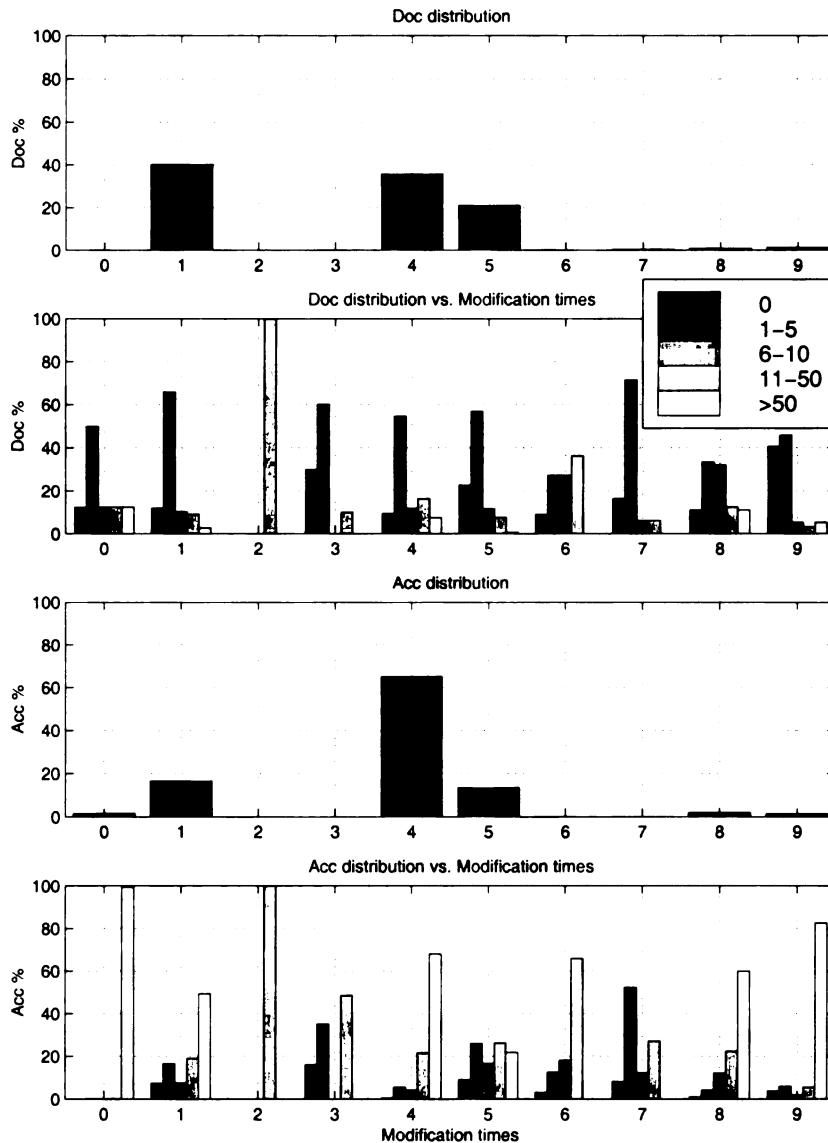 Doc distribution
100
80
60
40
20
0
Doc %
0 1 2 3 4 5 6 7 8 9
Doc distribution vs. Modification times
100
80
60
40
20
0
Doc %
0 1 2 3 4 5 6 7 8 9
0
1-5
6-10
11-50
>50
Acc distribution
100
80
60
40
20
0
Acc %
0 1 2 3 4 5 6 7 8 9
Acc distribution vs. Modification times
100
80
60
40
20
0
Acc %
0 1 2 3 4 5 6 7 8 9
Modification times